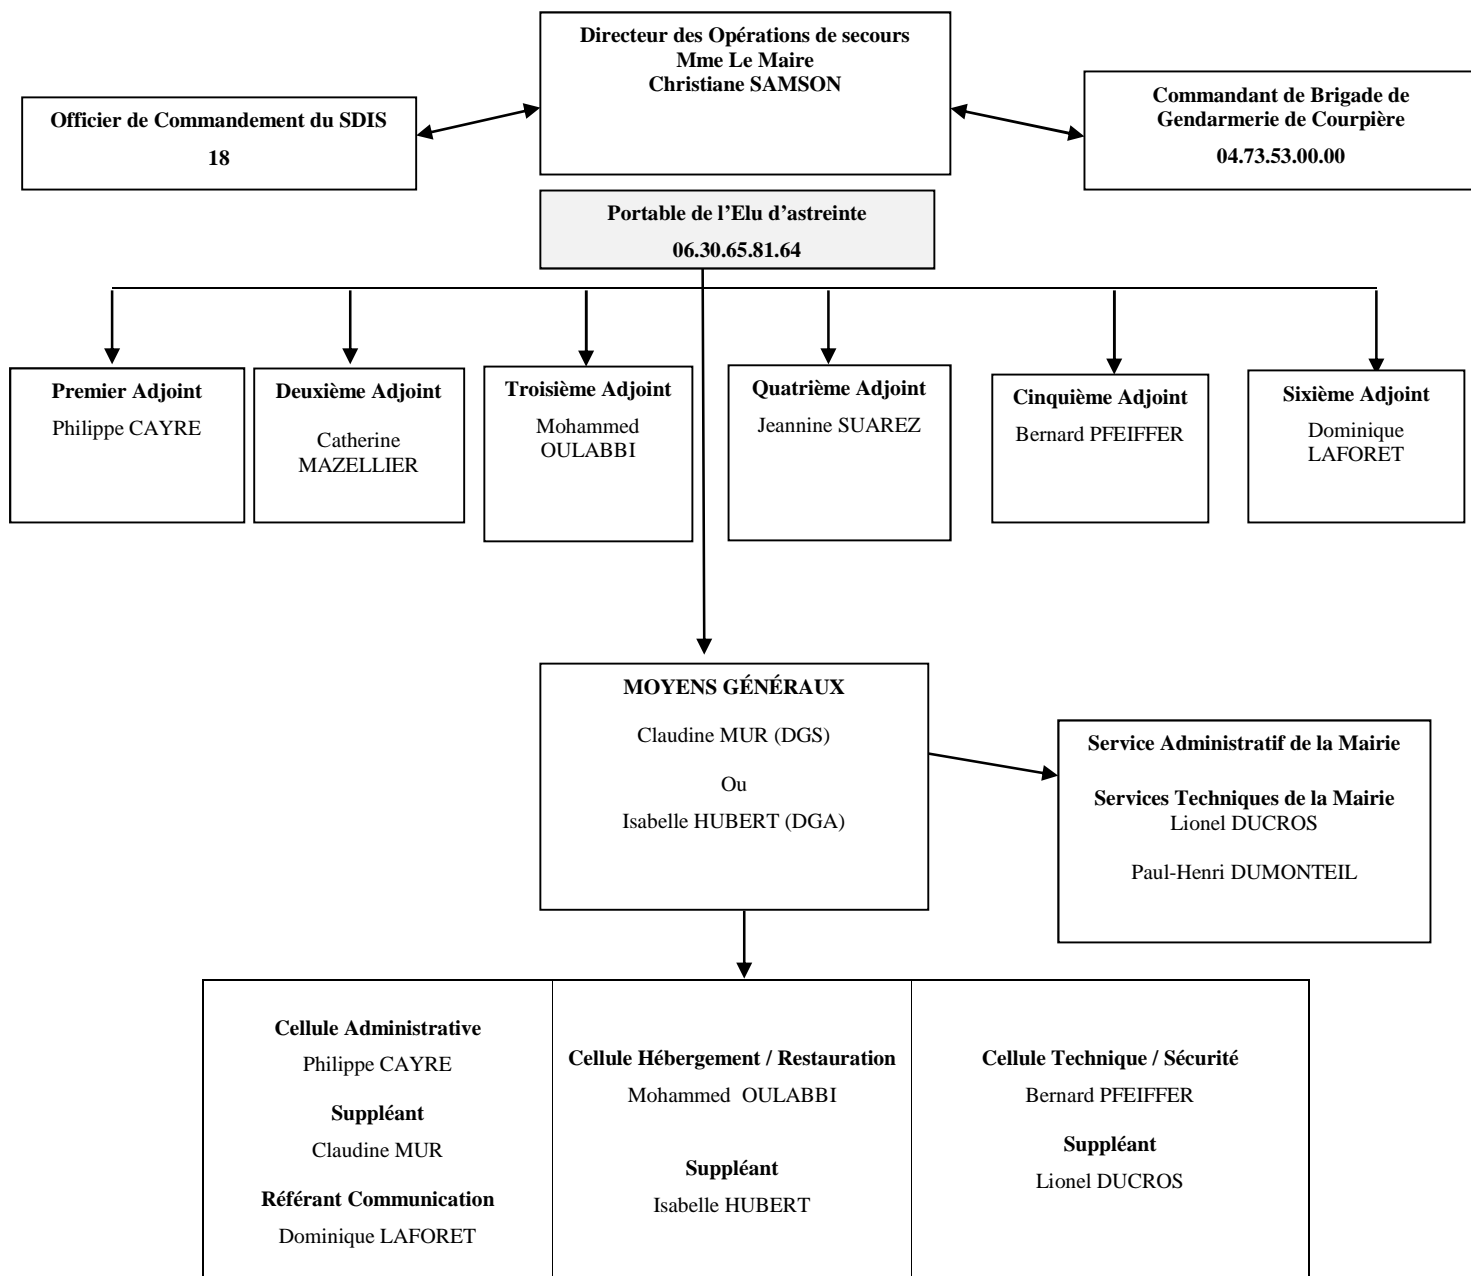 Directeur des Opérations de secours
Mme Le Maire
Christiane SAMSON
Officier de Commandement du SDIS
18
Commandant de Brigade de
Gendarmerie de Courpière
04.73.53.00.00
Portable de l’Elu d’astreinte
06.30.65.81.64
Premier Adjoint
Philippe CAYRE
Deuxième Adjoint
Catherine
MAZELLIER
Troisième Adjoint
Mohammed
OULABBI
Quatrième Adjoint
Jeannine SUAREZ
Cinquième Adjoint
Bernard PFEIFFER
Sixième Adjoint
Dominique
LAFORET
MOYENS GÉNÉRAUX
Claudine MUR (DGS)
Ou
Isabelle HUBERT (DGA)
Service Administratif de la Mairie
Services Techniques de la Mairie
Lionel DUCROS
Paul-Henri DUMONTEIL
Cellule Administrative
Philippe CAYRE
Suppléant
Claudine MUR
Référant Communication
Dominique LAFORET
Cellule Hébergement / Restauration
Mohammed OULABBI
Suppléant
Isabelle HUBERT
Cellule Technique / Sécurité
Bernard PFEIFFER
Suppléant
Lionel DUCROS